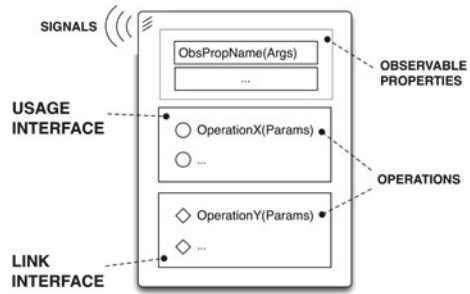 SIGNALS
ObsPropName(Args)
...
OBSERVABLE
PROPERTIES
USAGE
INTERFACE
OperationX(Params)
...
OPERATIONS
OperationY(Params)
...
LINK
INTERFACE